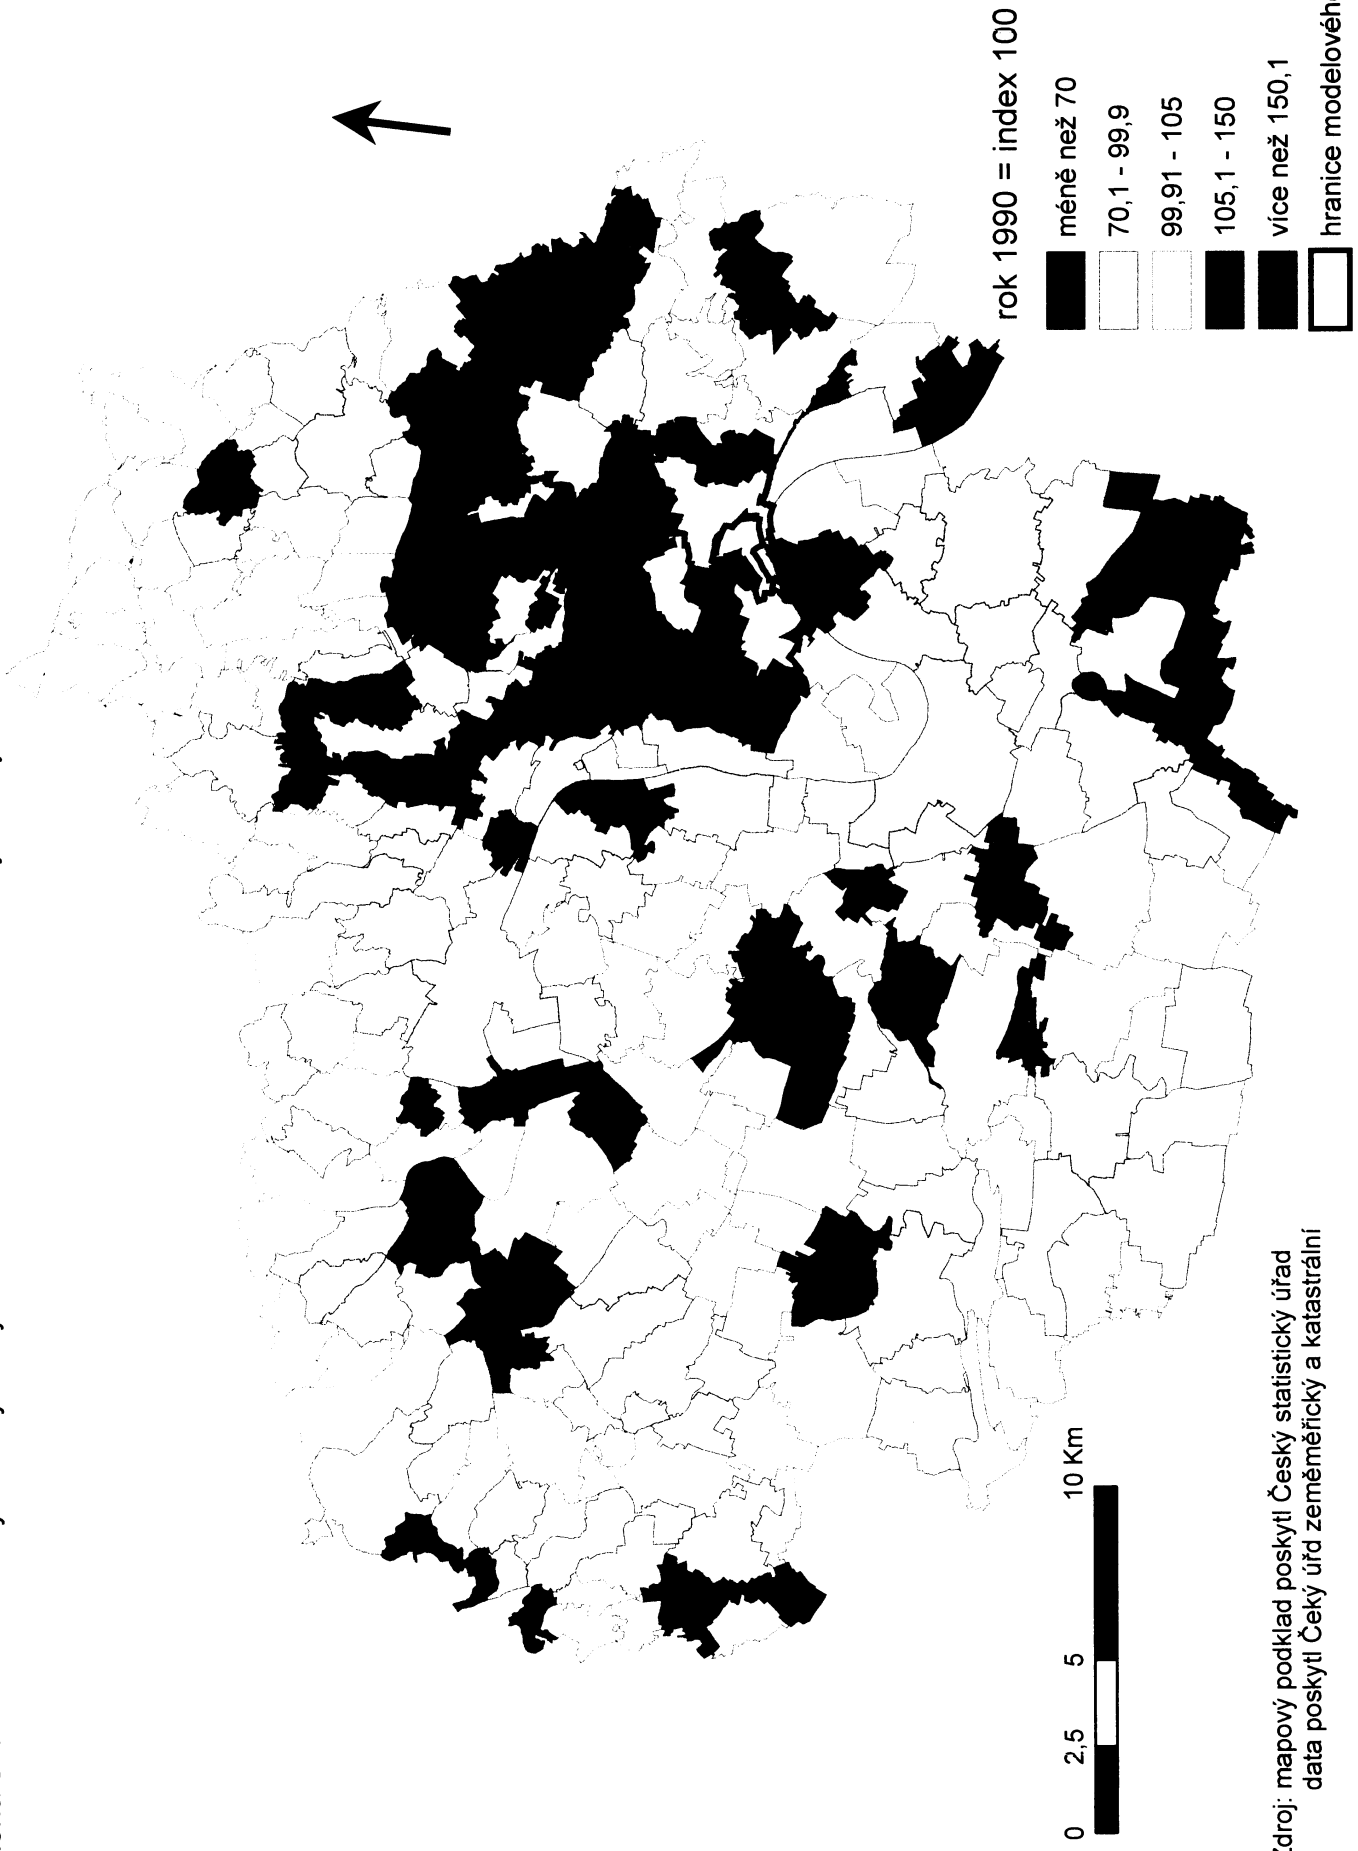 rok 1990 = index 100
méně než 70
70,1 - 99,9
99,91 - 105
105,1 - 150
více než 150,1
hranice modelového
0 2,5 5 10 Km
Zdroj: mapový podklad poskytl Český statistický úřad
data poskytl Čeký úřd zeměměřický a katastrální